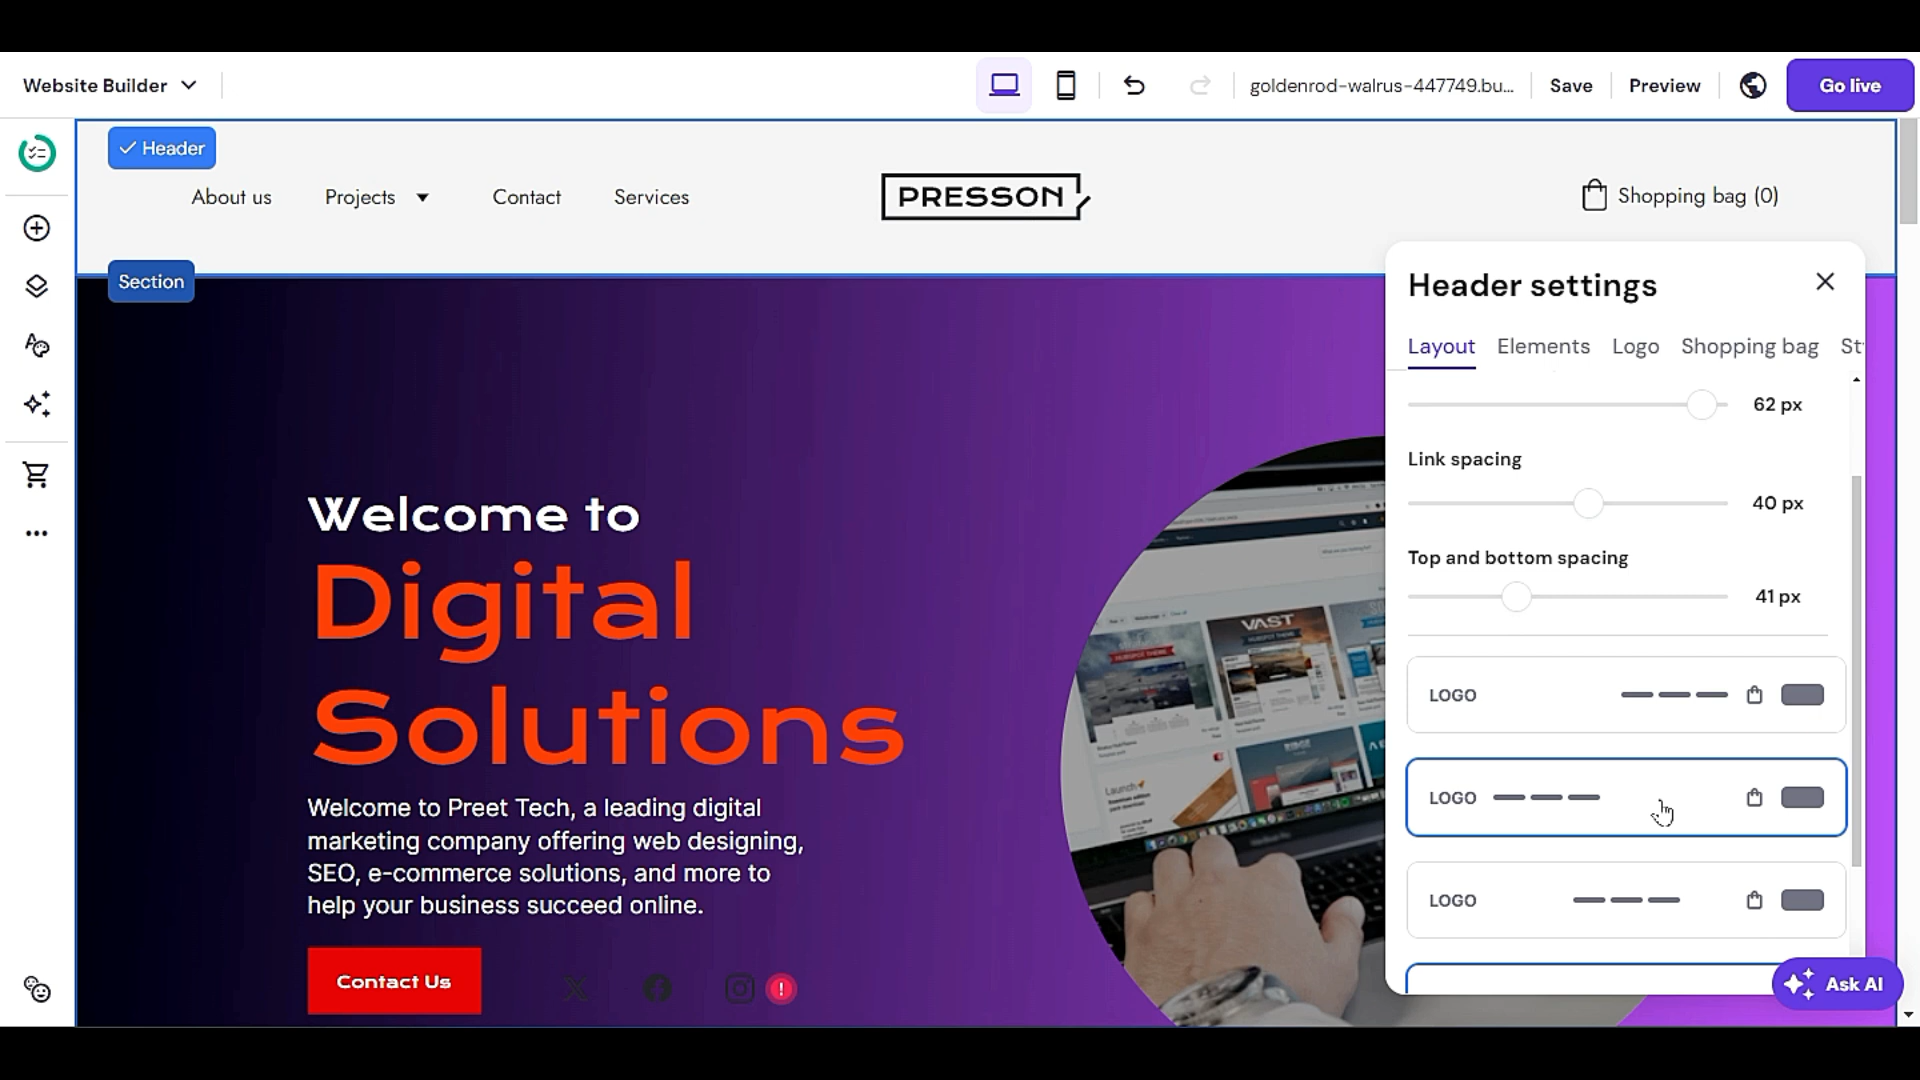 Website Builder
goldenrod-walrus-447749.bu...
Save
Preview
Go live
Header
About us
Projects
Contact
Services
PRESSON
Shopping bag (0)
Section
Header settings
Layout
Elements
Logo
Shopping bag
St
62 px
Link spacing
40 px
Top and bottom spacing
41 px
LOGO
LOGO
LOGO
Welcome to
Digital
Solutions
Welcome to Preet Tech, a leading digital
marketing company offering web designing,
SEO, e-commerce solutions, and more to
help your business succeed online.
Contact Us
VAST
Launch
Ask AI